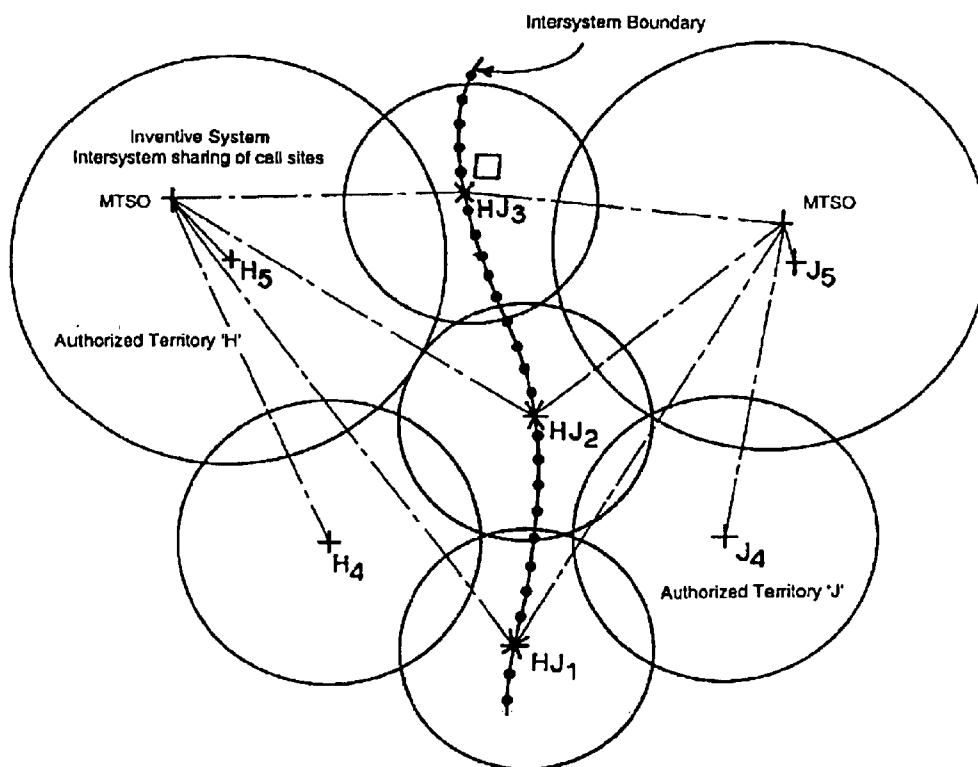 Intersystem Boundary
Inventive System
Intersystem sharing of cell sites
MTSO
HJ3
MTSO
H5
J5
Authorized Territory 'H'
HJ2
H4
J4
Authorized Territory 'J'
HJ1